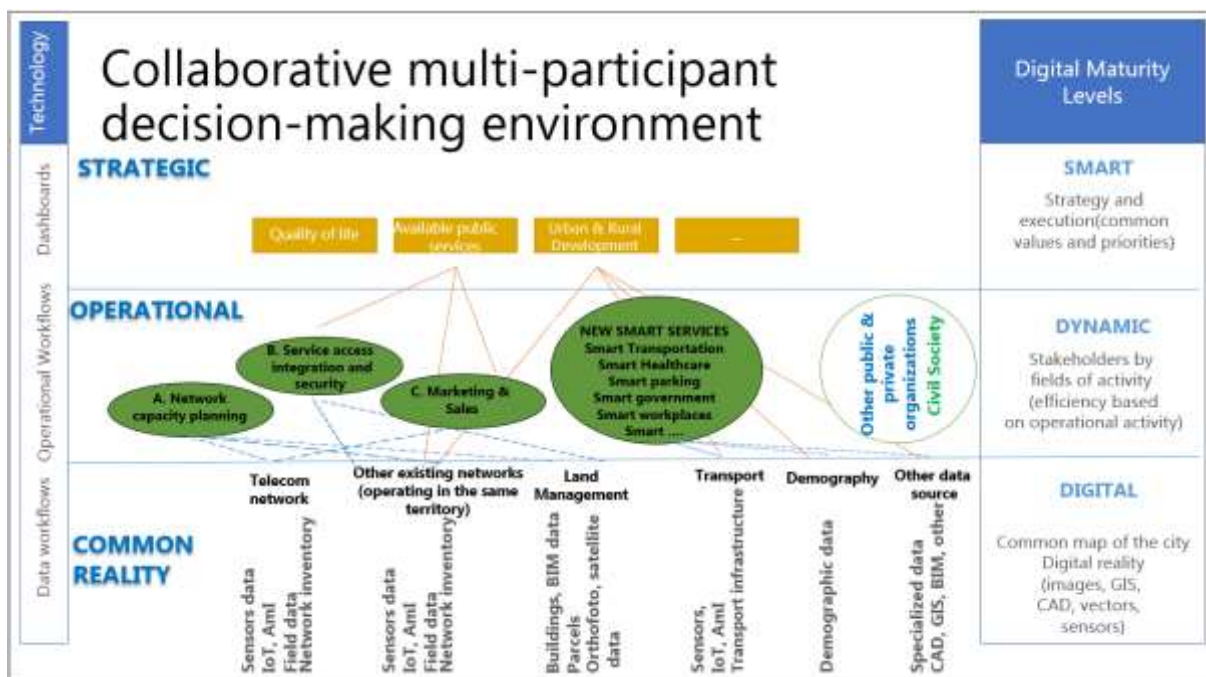 Technology
Collaborative multi-participant
decision-making environment
Digital Maturity
Levels
Dashboards
STRATEGIC
Quality of life
Available public
services
Urban & Rural
Development
...
SMART
Strategy and
execution(common
values and priorities)
Operational Workflows
OPERATIONAL
A. Network
capacity planning
B. Service access
integration and
security
C. Marketing &
Sales
NEW SMART SERVICES
Smart Transportation
Smart Healthcare
Smart parking
Smart government
Smart workplaces
Smart ....
Other public &
private
organizations
Civil Society
DYNAMIC
Stakeholders by
fields of activity
(efficiency based
on operational activity)
Data workflows
COMMON
REALITY
Telecom
network
Other existing networks
(operating in the same
territory)
Land
Management
Transport
Demography
Other data
source
Sensors data
IoT, AmI
Field data
Network inventory
Sensors data
IoT, AmI
Field data
Network inventory
Buildings, BIM data
Parcels
Orthofoto, satellite
data
Sensors,
IoT, AmI
Transport infrastructure
Demographic data
Specialized data
CAD, GIS, BIM, other
DIGITAL
Common map of the city
Digital reality
(images, GIS,
CAD, vectors,
sensors)